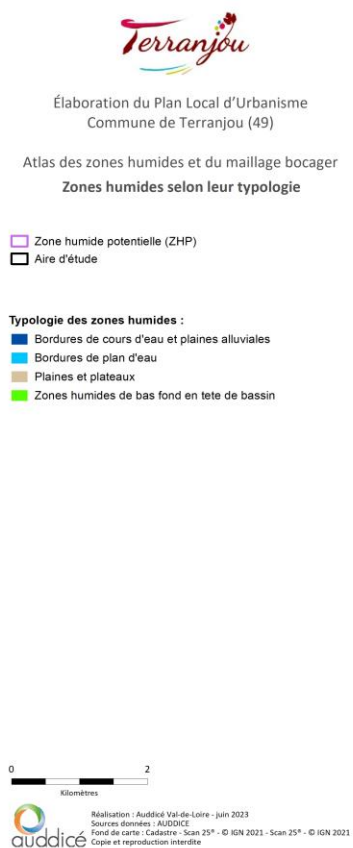 Terranjou
Élaboration du Plan Local d'Urbanisme
Commune de Terranjou (49)
Atlas des zones humides et du maillage bocager
Zones humides selon leur typologie
Zone humide potentielle (ZHP)
Aire d'étude
Typologie des zones humides :
Bordures de cours d'eau et plaines alluviales
Bordures de plan d'eau
Plaines et plateaux
Zones humides de bas fond en tete de bassin
0 2
Kilomètres
auddicé
Réalisation : Auddicé Val-de-Loire - juin 2023
Sources données : AUDDICE
Fond de carte : Cadastre - Scan 25® - © IGN 2021 - Scan 25® - © IGN 2021
Copie et reproduction interdite